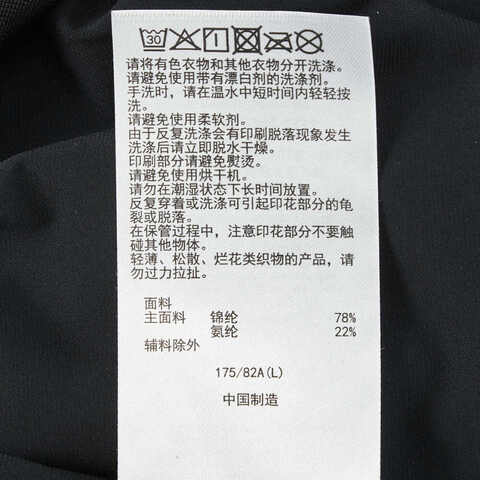 30
请将有色衣物和其他衣物分开洗涤。
请避免使用带有漂白剂的洗涤剂。
手洗时，请在温水中短时间内轻轻按
洗。
请避免使用柔软剂。
由于反复洗涤会有印刷脱落现象发生
洗涤后请立即脱水干燥。
印刷部分请避免熨烫。
请避免使用烘干机。
请勿在潮湿状态下长时间放置。
反复穿着或洗涤可引起印花部分的龟
裂或脱落。
在保管过程中，注意印花部分不要触
碰其他物体。
轻薄、松散、烂花类织物的产品，请
勿过力拉扯。
面料
主面料 锦纶 78%
氨纶 22%
辅料除外
175/82A(L)
中国制造